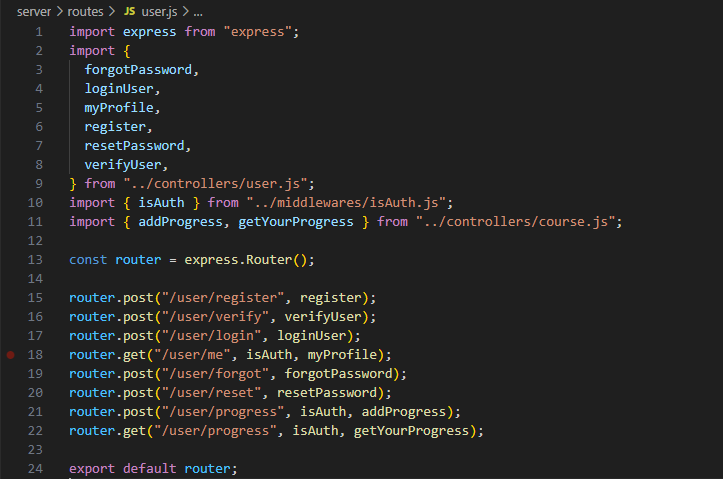 server > routes > JS user.js > ...
1 import express from "express";
2 import {
3   forgotPassword,
4   loginUser,
5   myProfile,
6   register,
7   resetPassword,
8   verifyUser,
9 } from "../controllers/user.js";
10 import { isAuth } from "../middlewares/isAuth.js";
11 import { addProgress, getYourProgress } from "../controllers/course.js";
12
13 const router = express.Router();
14
15 router.post("/user/register", register);
16 router.post("/user/verify", verifyUser);
17 router.post("/user/login", loginUser);
18 router.get("/user/me", isAuth, myProfile);
19 router.post("/user/forgot", forgotPassword);
20 router.post("/user/reset", resetPassword);
21 router.post("/user/progress", isAuth, addProgress);
22 router.get("/user/progress", isAuth, getYourProgress);
23
24 export default router;